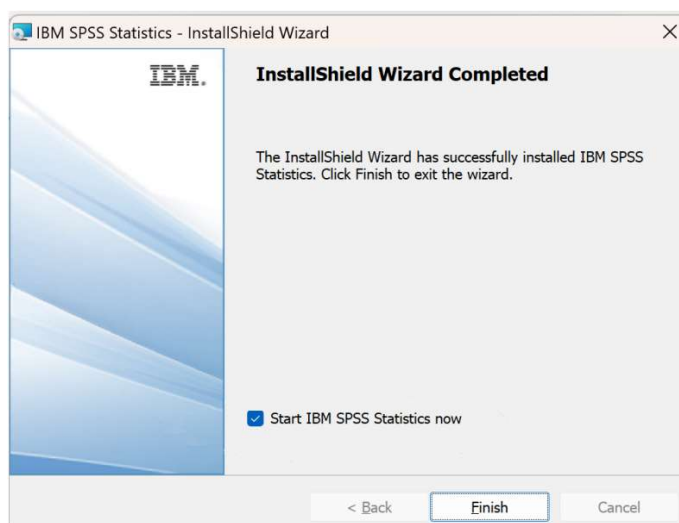 IBM SPSS Statistics - InstallShield Wizard
IBM.
InstallShield Wizard Completed
The InstallShield Wizard has successfully installed IBM SPSS
Statistics. Click Finish to exit the wizard.
Start IBM SPSS Statistics now
< Back
Finish
Cancel